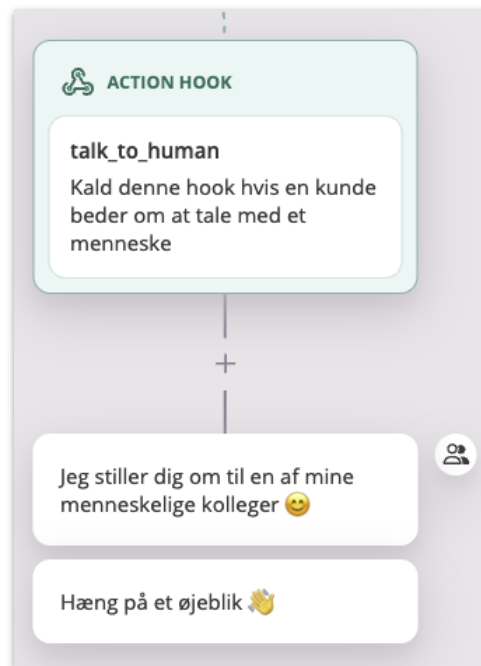 ACTION HOOK
talk_to_human
Kald denne hook hvis en kunde
beder om at tale med et
menneske
Jeg stiller dig om til en af mine
menneskelige kolleger 😊
Hæng på et øjeblik 👋